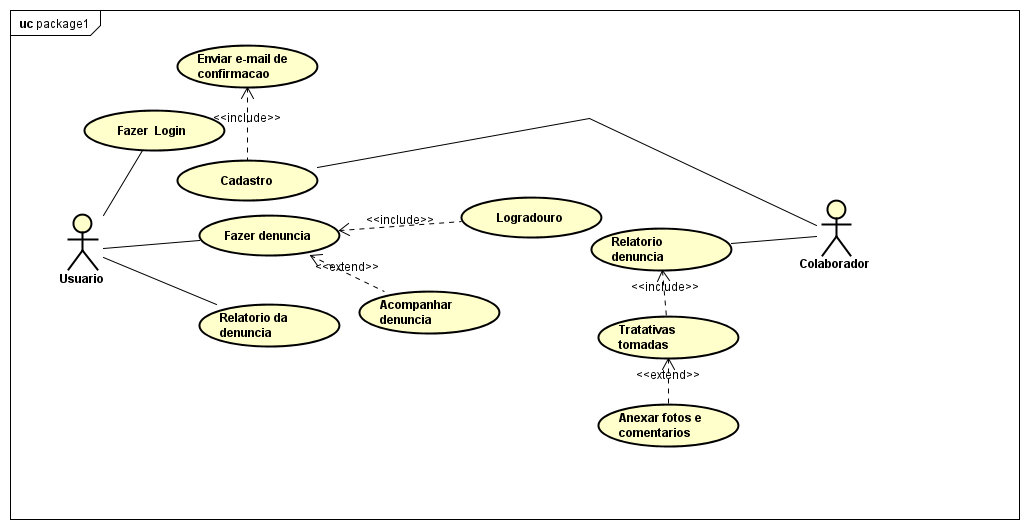 uc package1
Enviar e-mail de
confirmacao
<<include>>
Fazer Login
Cadastro
Fazer denuncia
<<include>>
Logradouro
Relatorio
denuncia
Colaborador
Usuario
<<extend>>
<<include>>
Acompanhar
denuncia
Relatorio da
denuncia
Tratativas
tomadas
<<extend>>
Anexar fotos e
comentarios